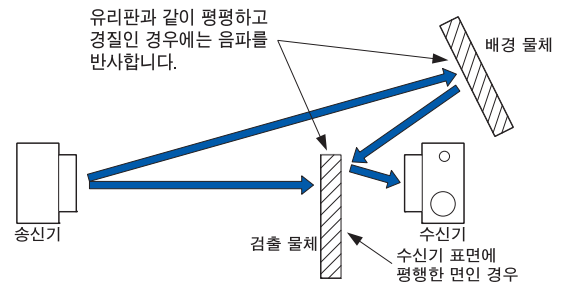 유리판과 같이 평평하고
경질인 경우에는 음파를
반사합니다.
배경 물체
송신기
검출 물체
수신기
수신기 표면에
평행한 면인 경우